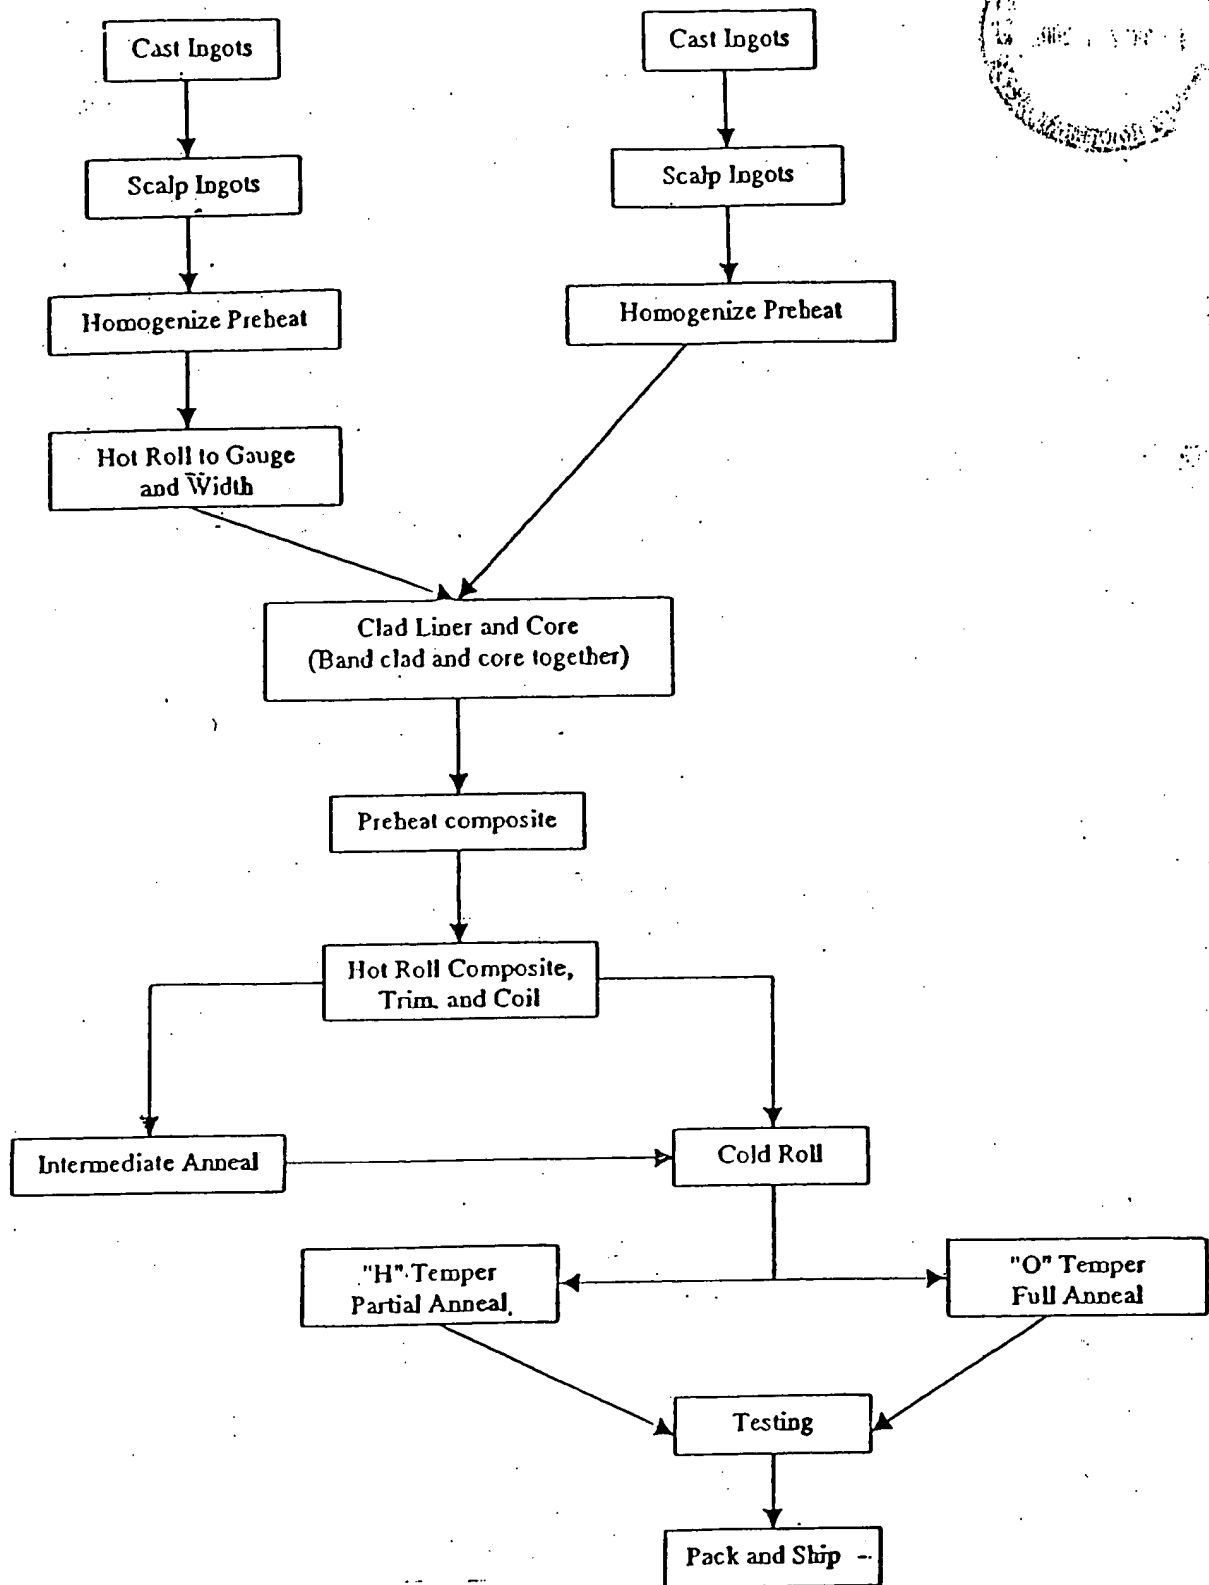 Cast Ingots
Cast Ingots
Scalp Ingots
Scalp Ingots
Homogenize Preheat
Homogenize Preheat
Hot Roll to Gauge
and Width
Clad Liner and Core
(Band clad and core together)
Preheat composite
Hot Roll Composite,
Trim, and Coil
Intermediate Anneal
Cold Roll
"H" Temper
Partial Anneal
"O" Temper
Full Anneal
Testing
Pack and Ship